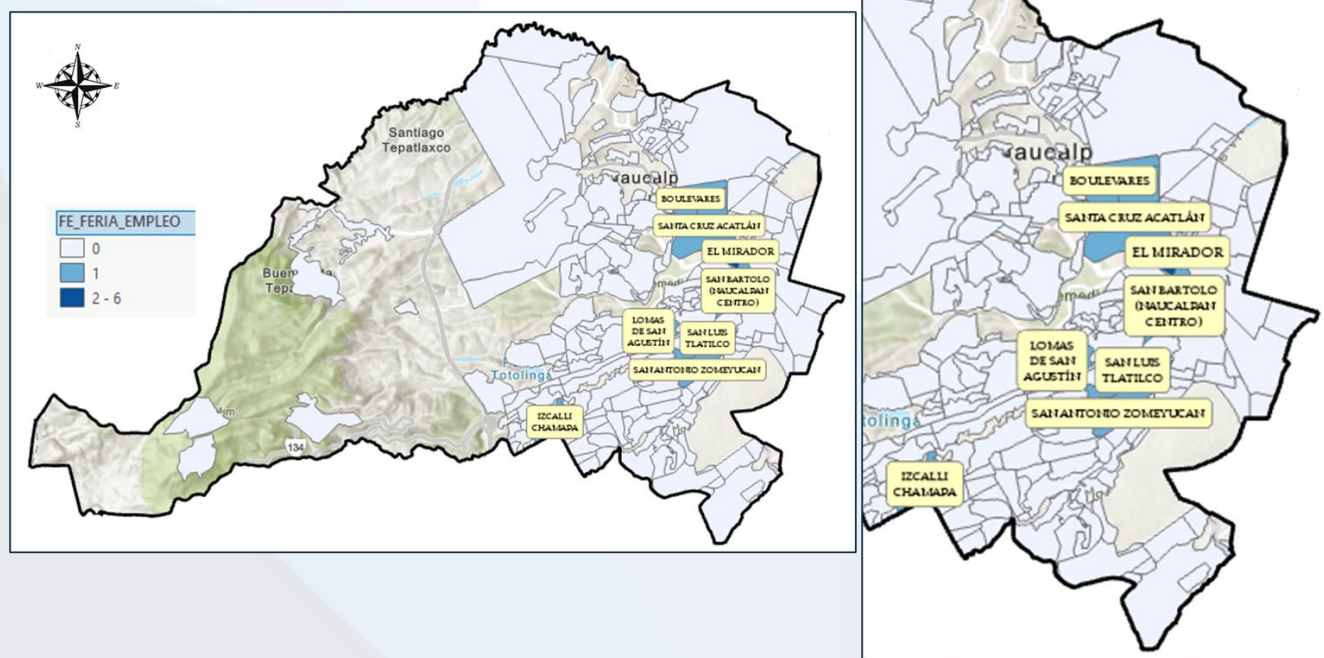 N
W
E
S
Santiago
Tepatlaxco
FE_FERIA_EMPLEO
0
1
2 - 6
aucalp
BOULEVARES
SANTA CRUZ ACATLÁN
EL MIRADOR
SAN BARTOLO
(NAUCALPAN
CENTRO)
LOMAS
DE SAN
AGUSTÍN
SAN LUIS
TLATILCO
SAN ANTONIO ZOMEYUCAN
Totolinga
IZCALLI
CHAMAPA
134
aucalp
BOULEVARES
SANTA CRUZ ACATLÁN
EL MIRADOR
SAN BARTOLO
(NAUCALPAN
CENTRO)
LOMAS
DE SAN
AGUSTÍN
SAN LUIS
TLATILCO
SAN ANTONIO ZOMEYUCAN
tolinga
IZCALLI
CHAMAPA